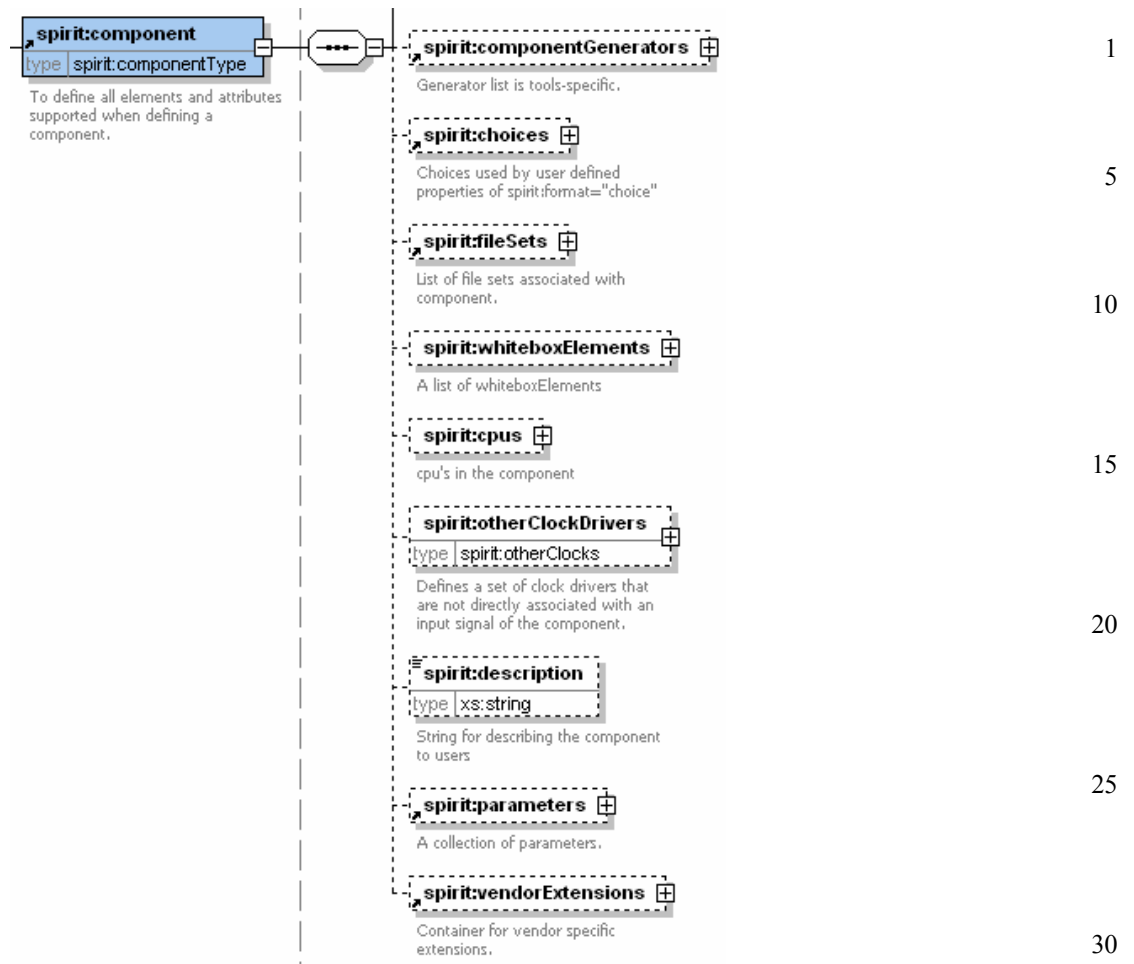 spirit:component
type spirit:componentType
To define all elements and attributes
supported when defining a
component.
spirit:componentGenerators
1
Generator list is tools-specific.
spirit:choices
Choices used by user defined
5
properties of spirit:format="choice"
spirit:fileSets
List of file sets associated with
component.
10
spirit:whiteboxElements
A list of whiteboxElements
spirit:cpus
15
cpu's in the component
spirit:otherClockDrivers
type spirit:otherClocks
Defines a set of clock drivers that
are not directly associated with an
input signal of the component.
20
spirit:description
type xs:string
String for describing the component
to users
25
spirit:parameters
A collection of parameters.
spirit:vendorExtensions
Container for vendor specific
extensions.
30